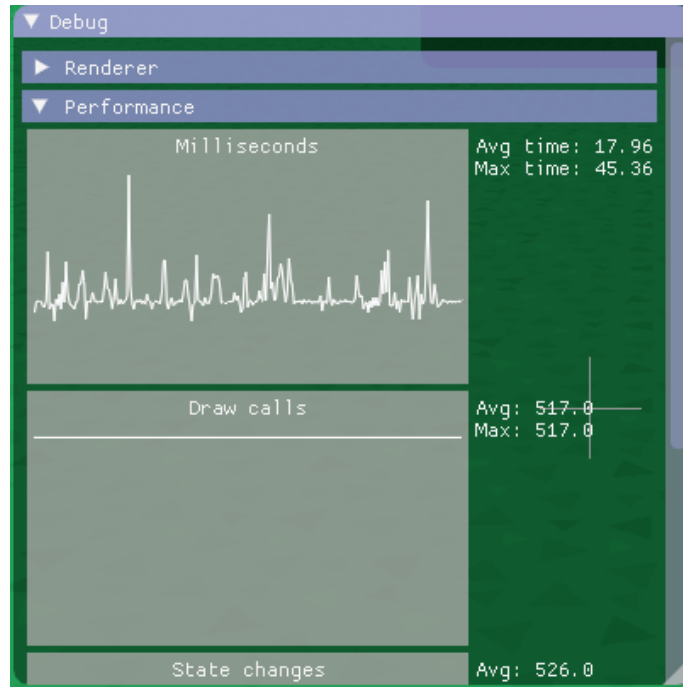 Debug
Renderer
Performance
Milliseconds
Avg time: 17.96
Max time: 45.36
Draw calls
Avg: 517.0
Max: 517.0
State changes
Avg: 526.0